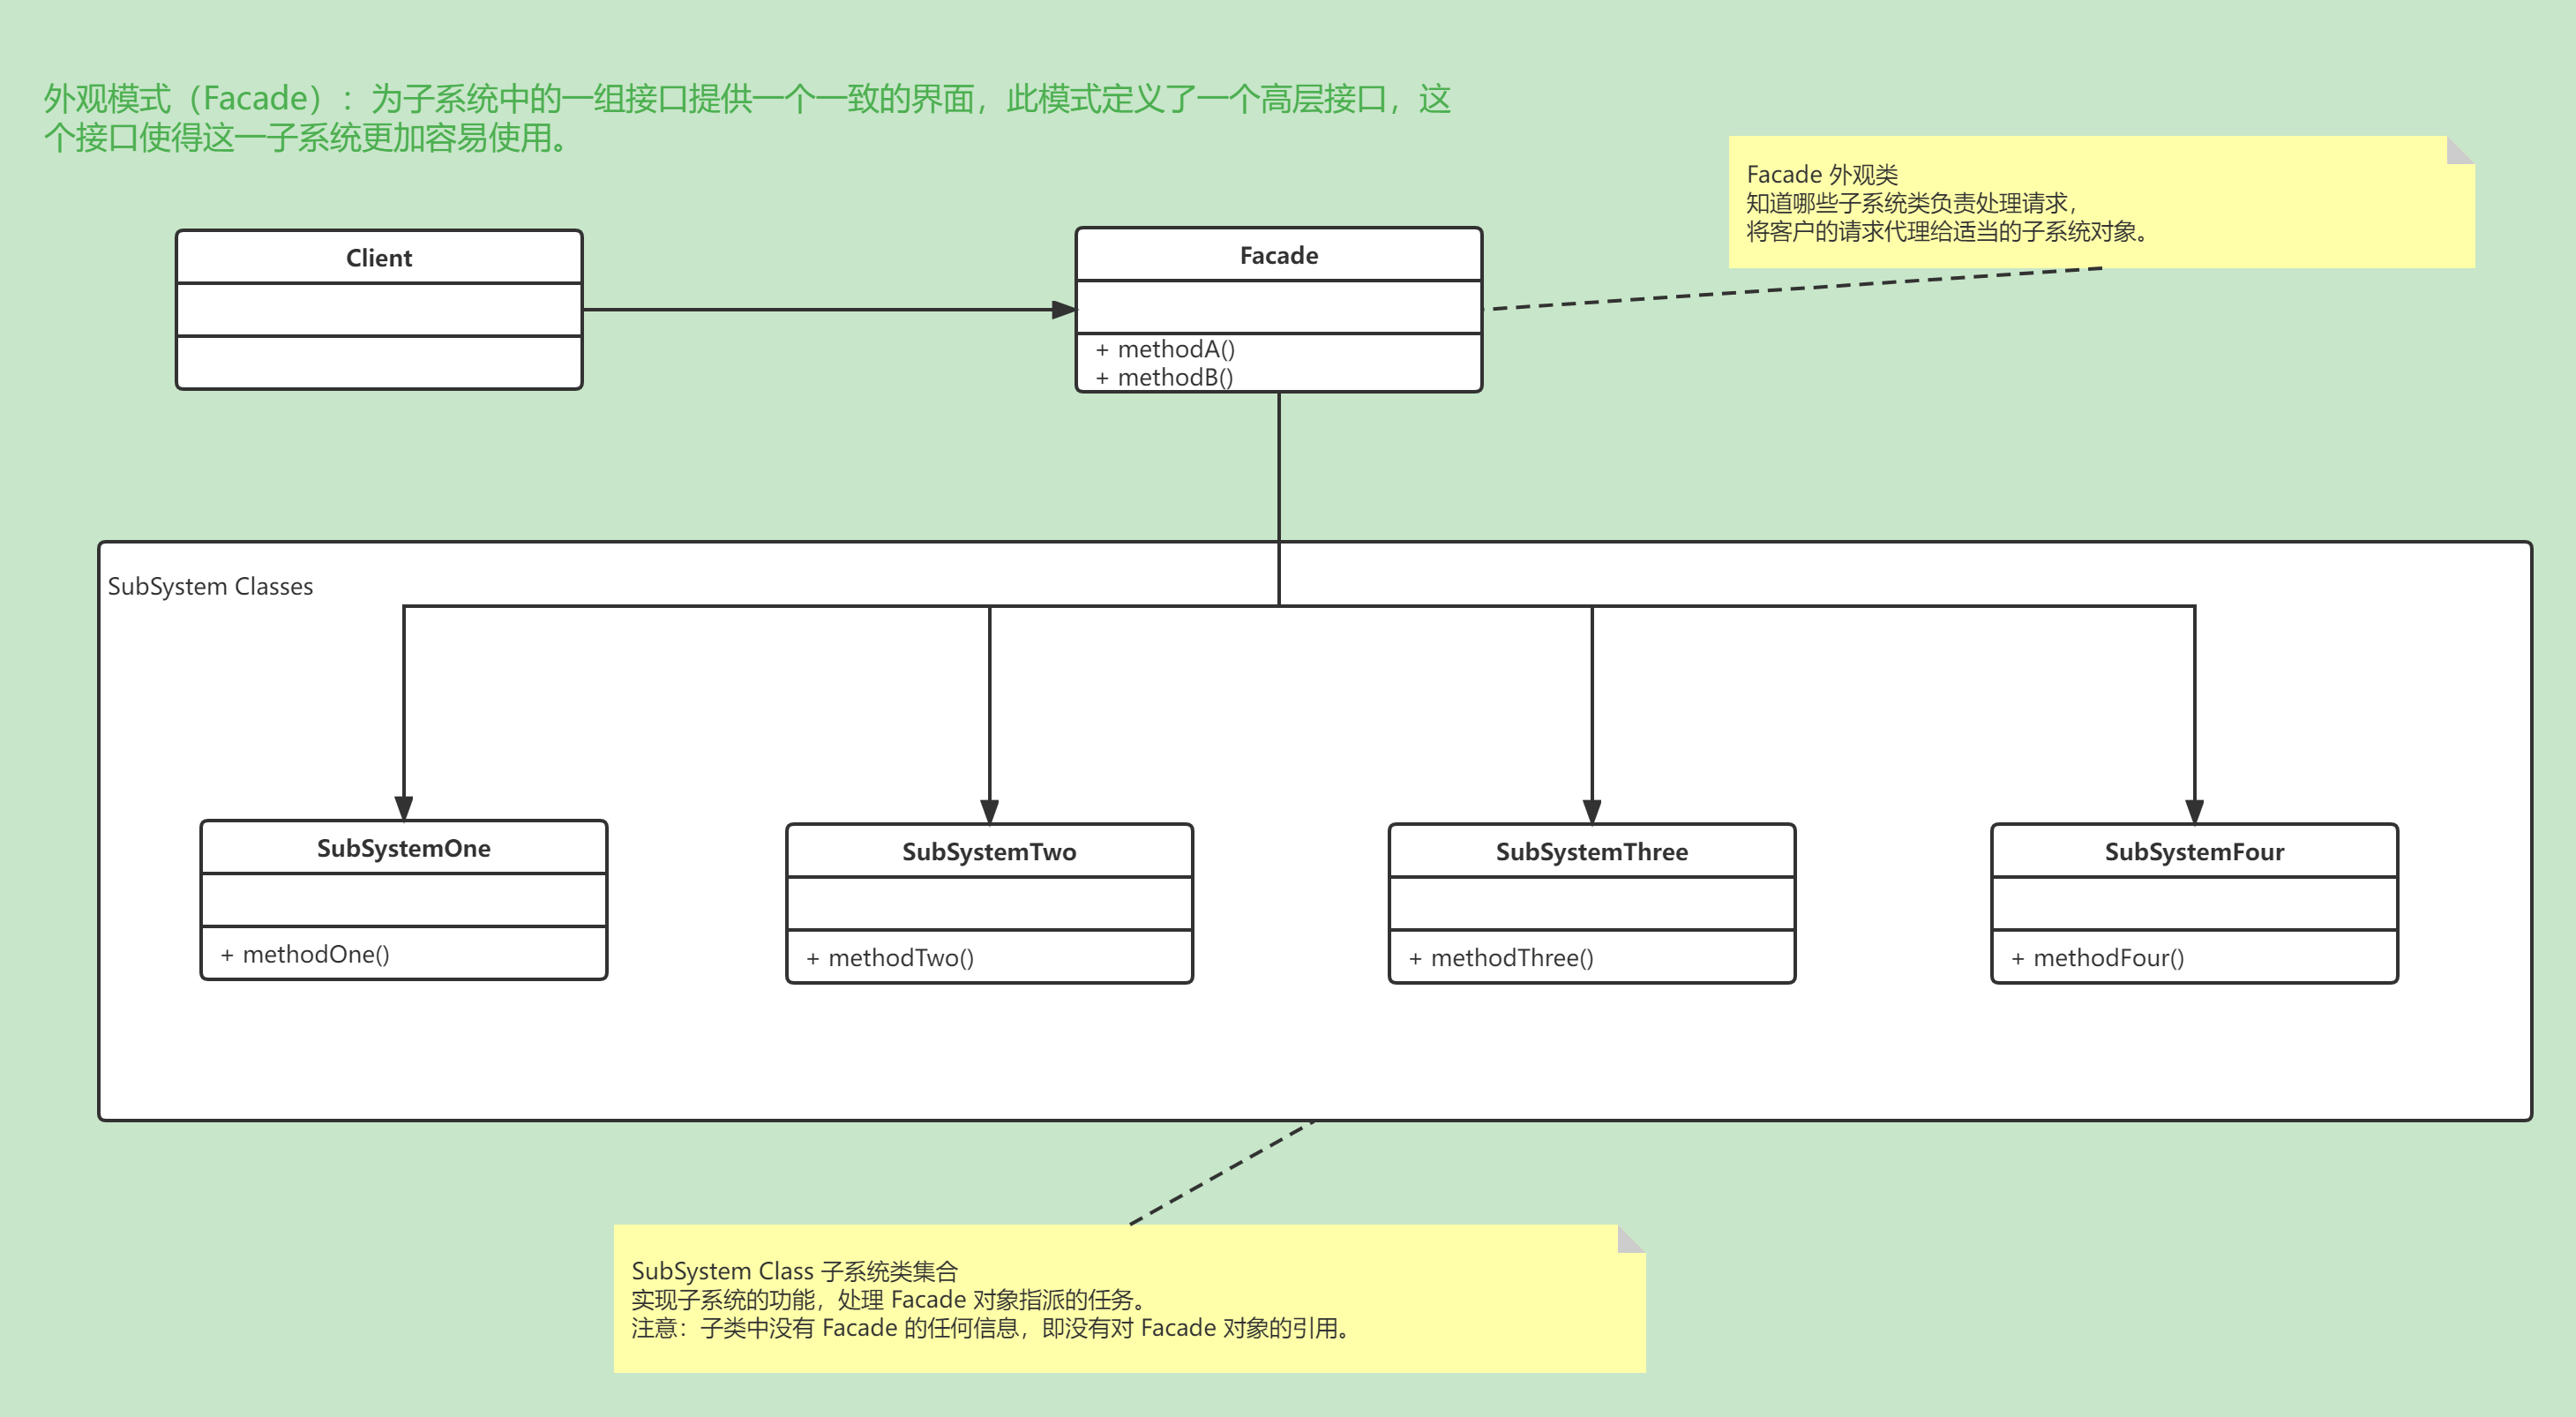 外观模式（Facade）：为子系统中的一组接口提供一个一致的界面，此模式定义了一个高层接口，这
个接口使得这一子系统更加容易使用。
Facade 外观类
知道哪些子系统类负责处理请求，
将客户的请求代理给适当的子系统对象。
Client
Facade
+ methodA()
+ methodB()
SubSystem Classes
SubSystemOne
+ methodOne()
SubSystemTwo
+ methodTwo()
SubSystemThree
+ methodThree()
SubSystemFour
+ methodFour()
SubSystem Class 子系统类集合
实现子系统的功能，处理 Facade 对象指派的任务。
注意：子类中没有 Facade 的任何信息，即没有对 Facade 对象的引用。